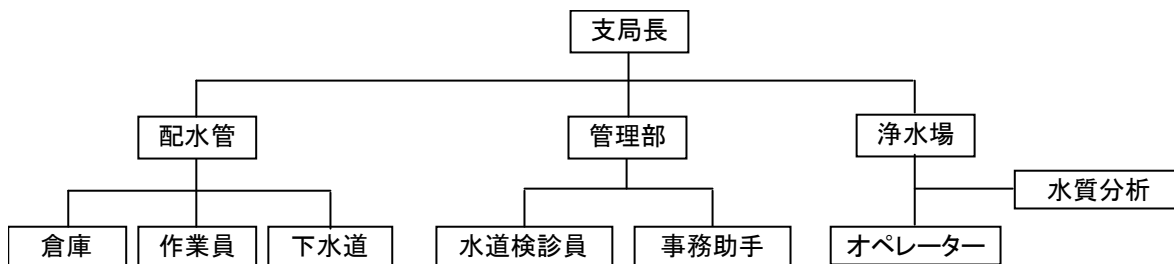 支局長
配水管
管理部
浄水場
水質分析
倉庫
作業員
下水道
水道検診員
事務助手
オペレーター